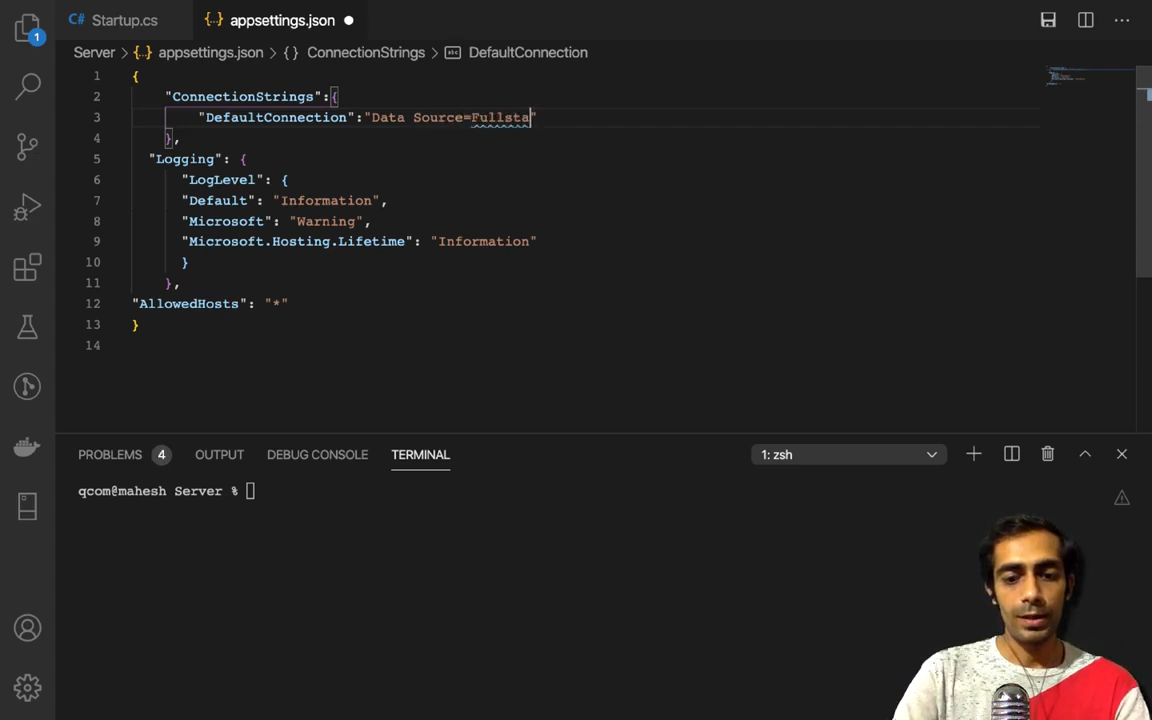 C# Startup.cs
{..} appsettings.json
Server > {..} appsettings.json > {} ConnectionStrings > abc DefaultConnection
1 {
2 "ConnectionStrings":{
3 "DefaultConnection":"Data Source=Fullsta"
4 },
5 "Logging": {
6 "LogLevel": {
7 "Default": "Information",
8 "Microsoft": "Warning",
9 "Microsoft.Hosting.Lifetime": "Information"
10 }
11 },
12 "AllowedHosts": "*"
13 }
14
1
PROBLEMS 4 OUTPUT DEBUG CONSOLE TERMINAL 1: zsh
qcom@mahesh Server %